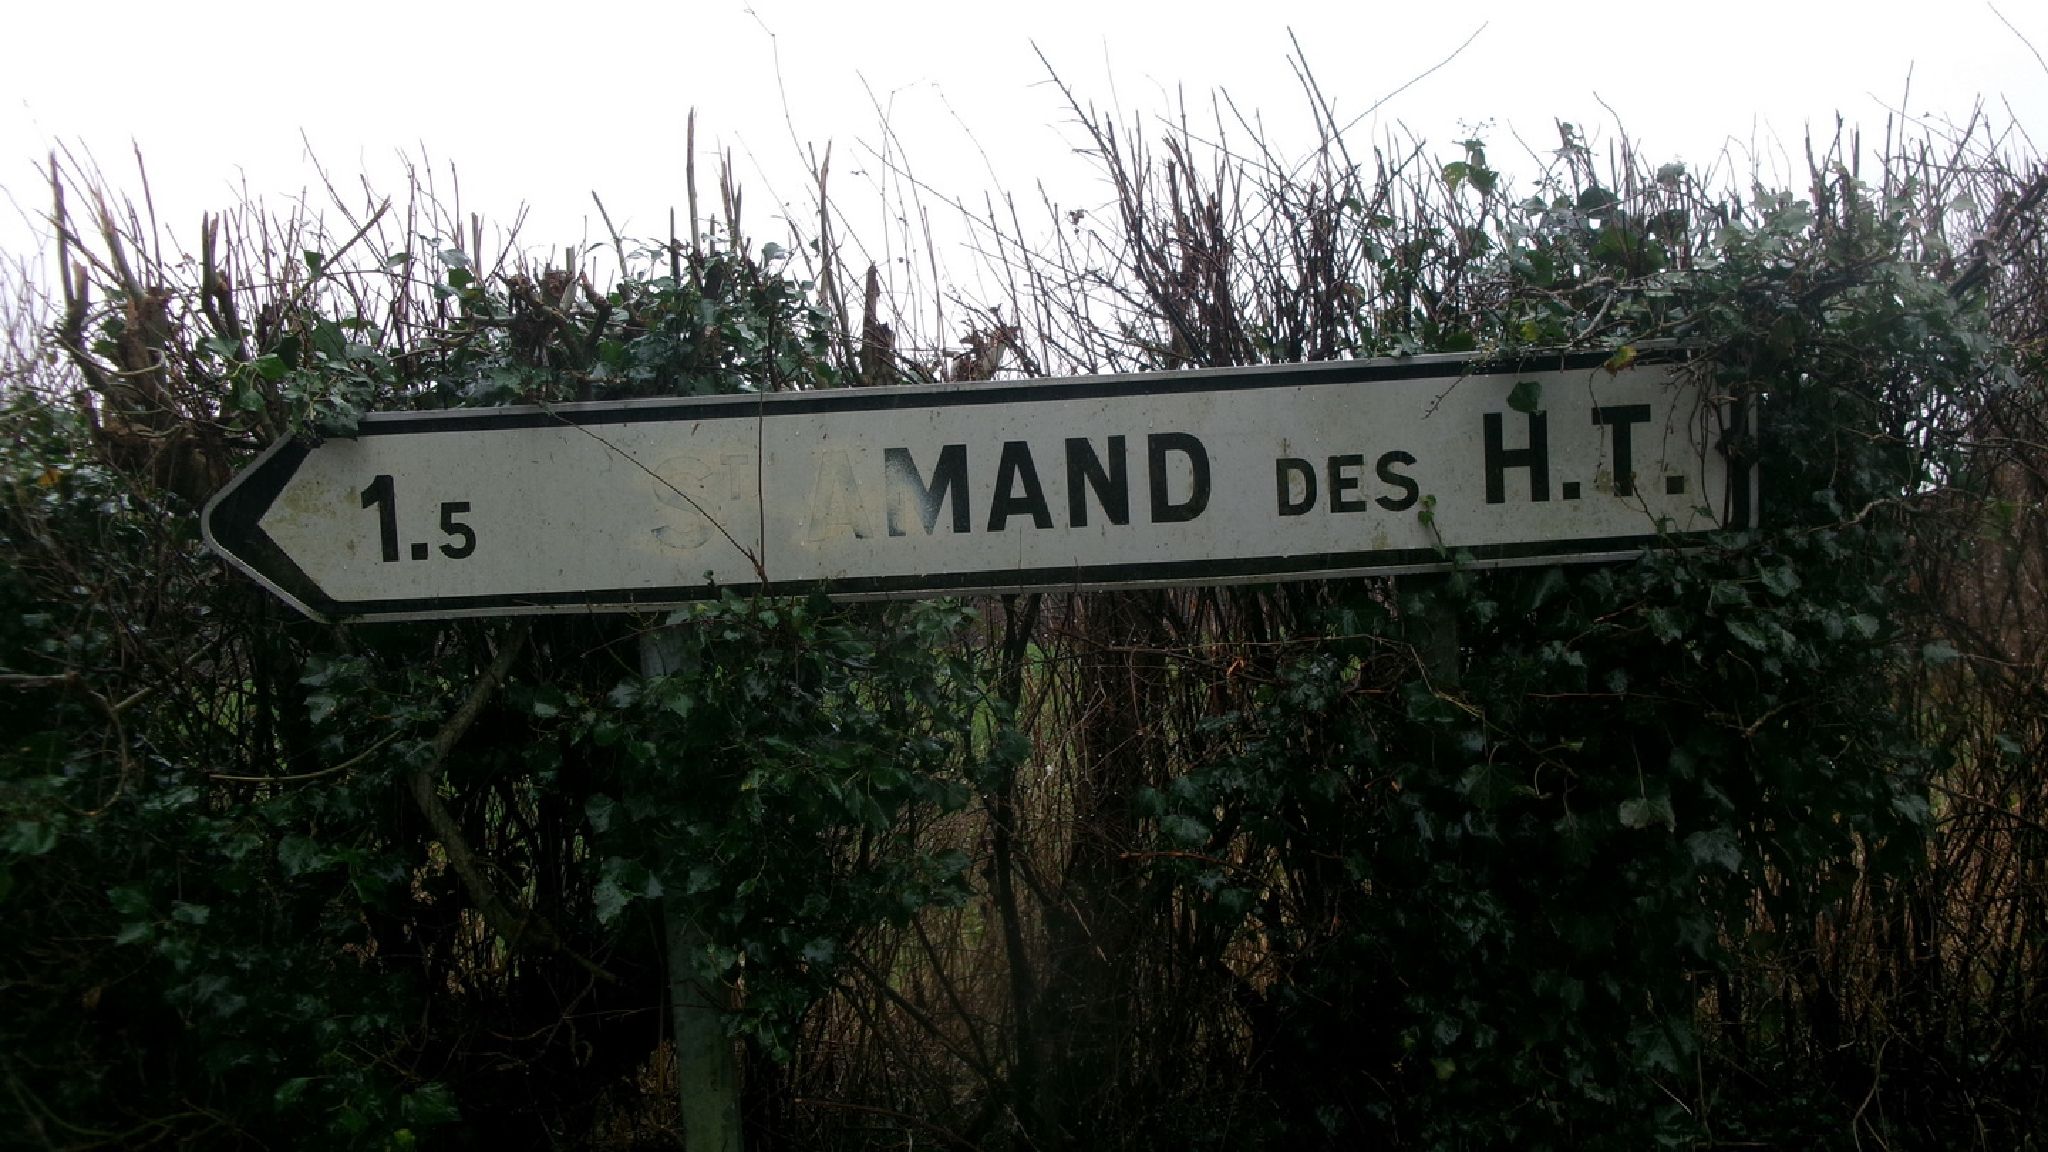 1.5 ST AMAND DES H.T.